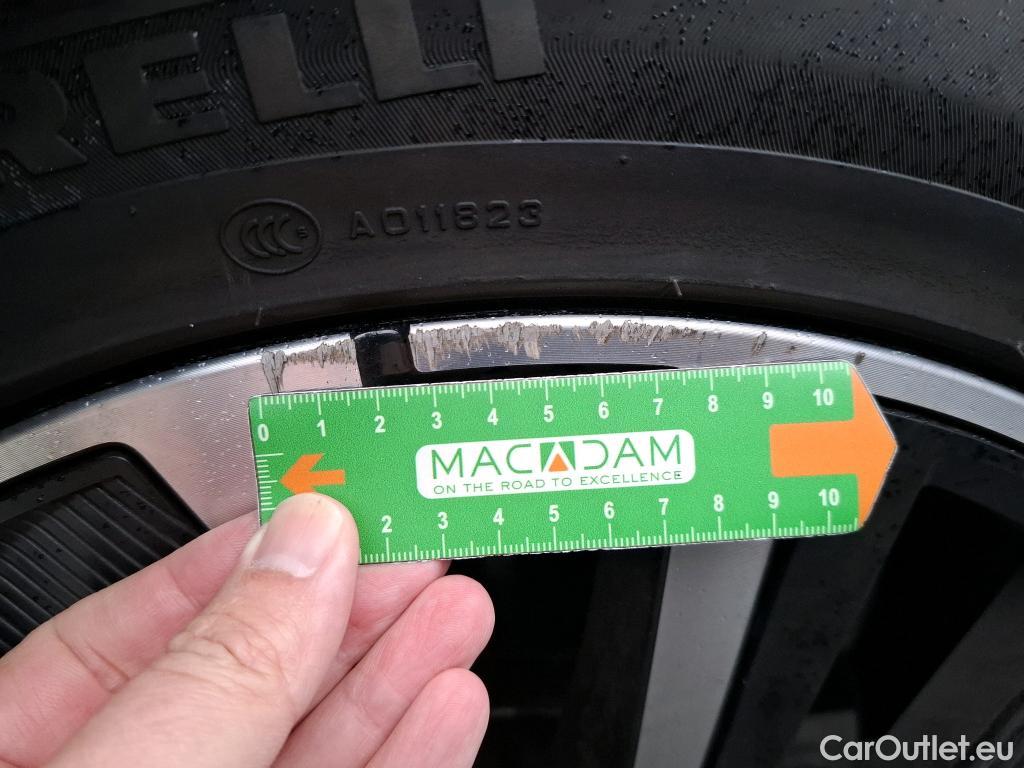 RELLI
CCC S A011823
0 1 2 3 4 5 6 7 8 9 10
MACADAM
ON THE ROAD TO EXCELLENCE
2 3 4 5 6 7 8 9 10
CarOutlet.eu